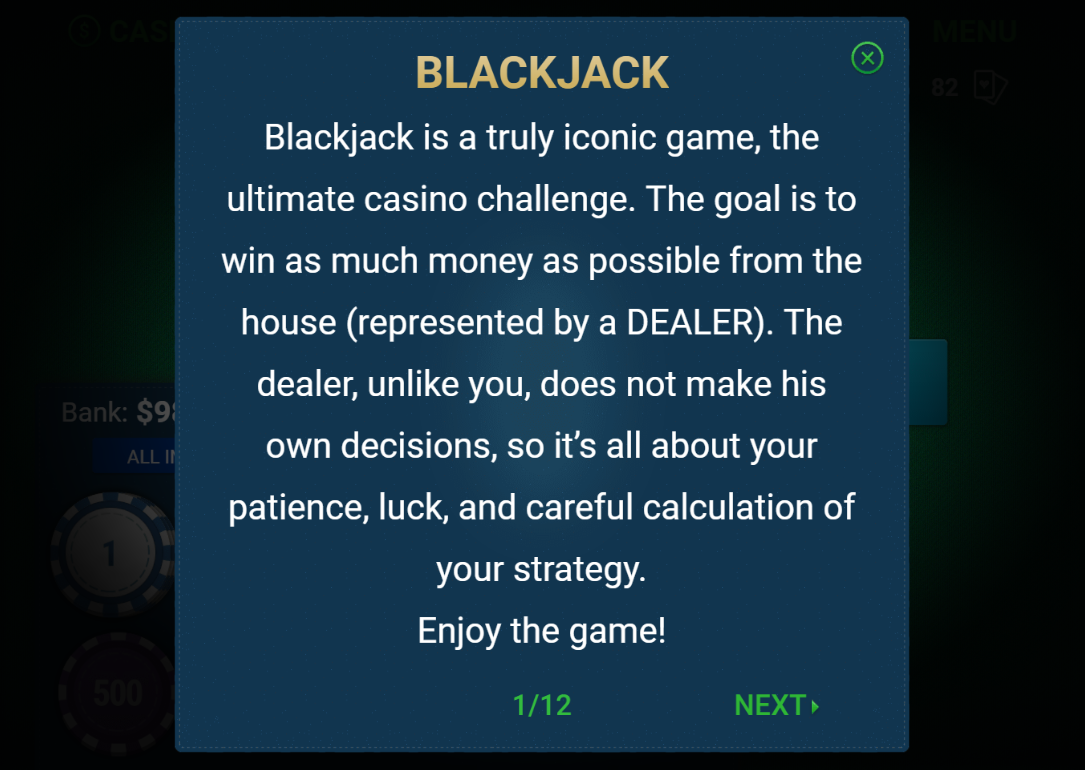 CAS
MENU
82
BLACKJACK
Blackjack is a truly iconic game, the
ultimate casino challenge. The goal is to
win as much money as possible from the
house (represented by a DEALER). The
dealer, unlike you, does not make his
own decisions, so it’s all about your
patience, luck, and careful calculation of
your strategy.
Enjoy the game!
1/12
NEXT
Bank: $98
ALL IN
1
500